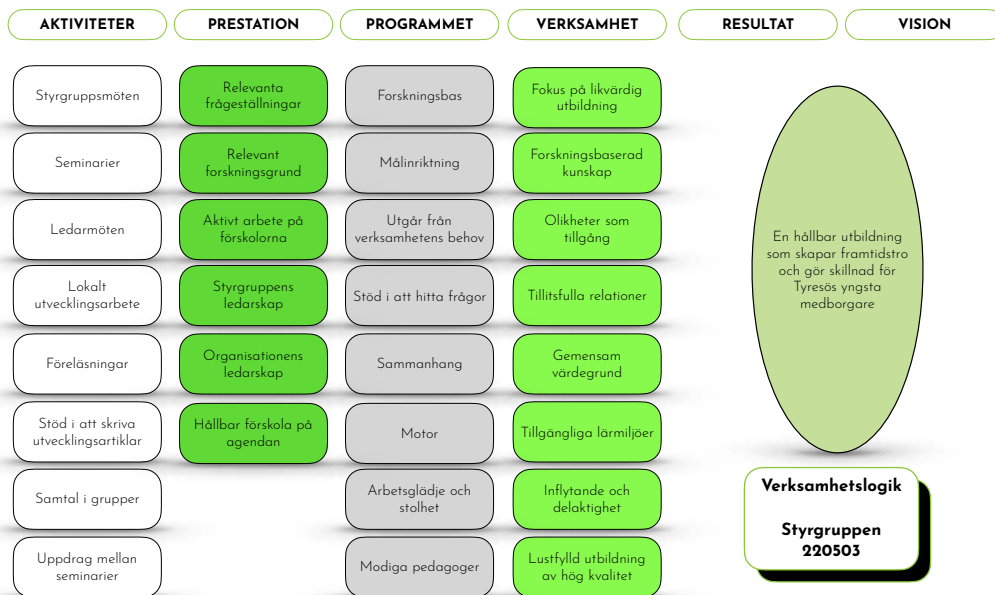 AKTIVITETER
PRESTATION
PROGRAMMET
VERKSAMHET
RESULTAT
VISION
Styrgruppsmöten
Seminarier
Ledarmöten
Lokalt
utvecklingsarbete
Föreläsningar
Stöd i att skriva
utvecklingsartiklar
Samtal i grupper
Uppdrag mellan
seminarier
Relevanta
frågeställningar
Relevant
forskningsgrund
Aktivt arbete på
förskolorna
Styrgruppens
ledarskap
Organisationens
ledarskap
Hållbar förskola på
agendan
Forskningsbas
Målinriktning
Utgår från
verksamhetens behov
Stöd i att hitta frågor
Sammanhang
Motor
Arbetsglädje och
stolhet
Modiga pedagoger
Fokus på likvärdig
utbildning
Forskningsbaserad
kunskap
Olikheter som
tillgång
Tillitsfulla relationer
Gemensam
värdegrund
Tillgängliga lärmiljöer
Inflytande och
delaktighet
Lustfylld utbildning
av hög kvalitet
En hållbar utbildning
som skapar framtidstro
och gör skillnad för
Tyresös yngsta
medborgare
Verksamhetslogik
Styrgruppen
220503